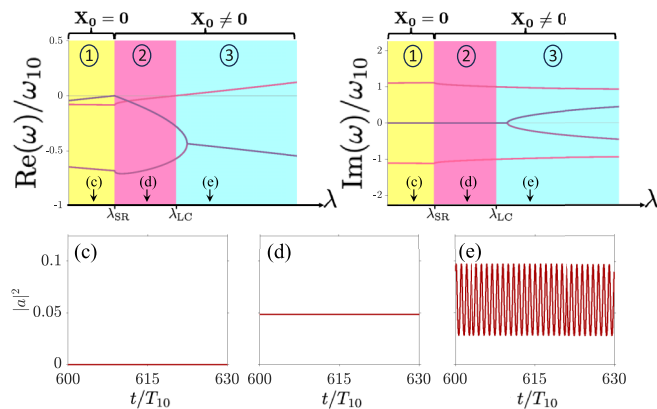 X₀ = 0 X₀ ≠ 0
X₀ = 0 X₀ ≠ 0
0.5
0
-0.5
-1
Re(ω)/ω₁₀
① ② ③
(c) (d) (e)
λ_SR λ_LC λ
2
1
0
-1
-2
Im(ω)/ω₁₀
① ② ③
(c) (d) (e)
λ_SR λ_LC λ
|a|²
0.1
0.05
0
(c)
600 615 630
t/T₁₀
(d)
600 615 630
t/T₁₀
(e)
600 615 630
t/T₁₀